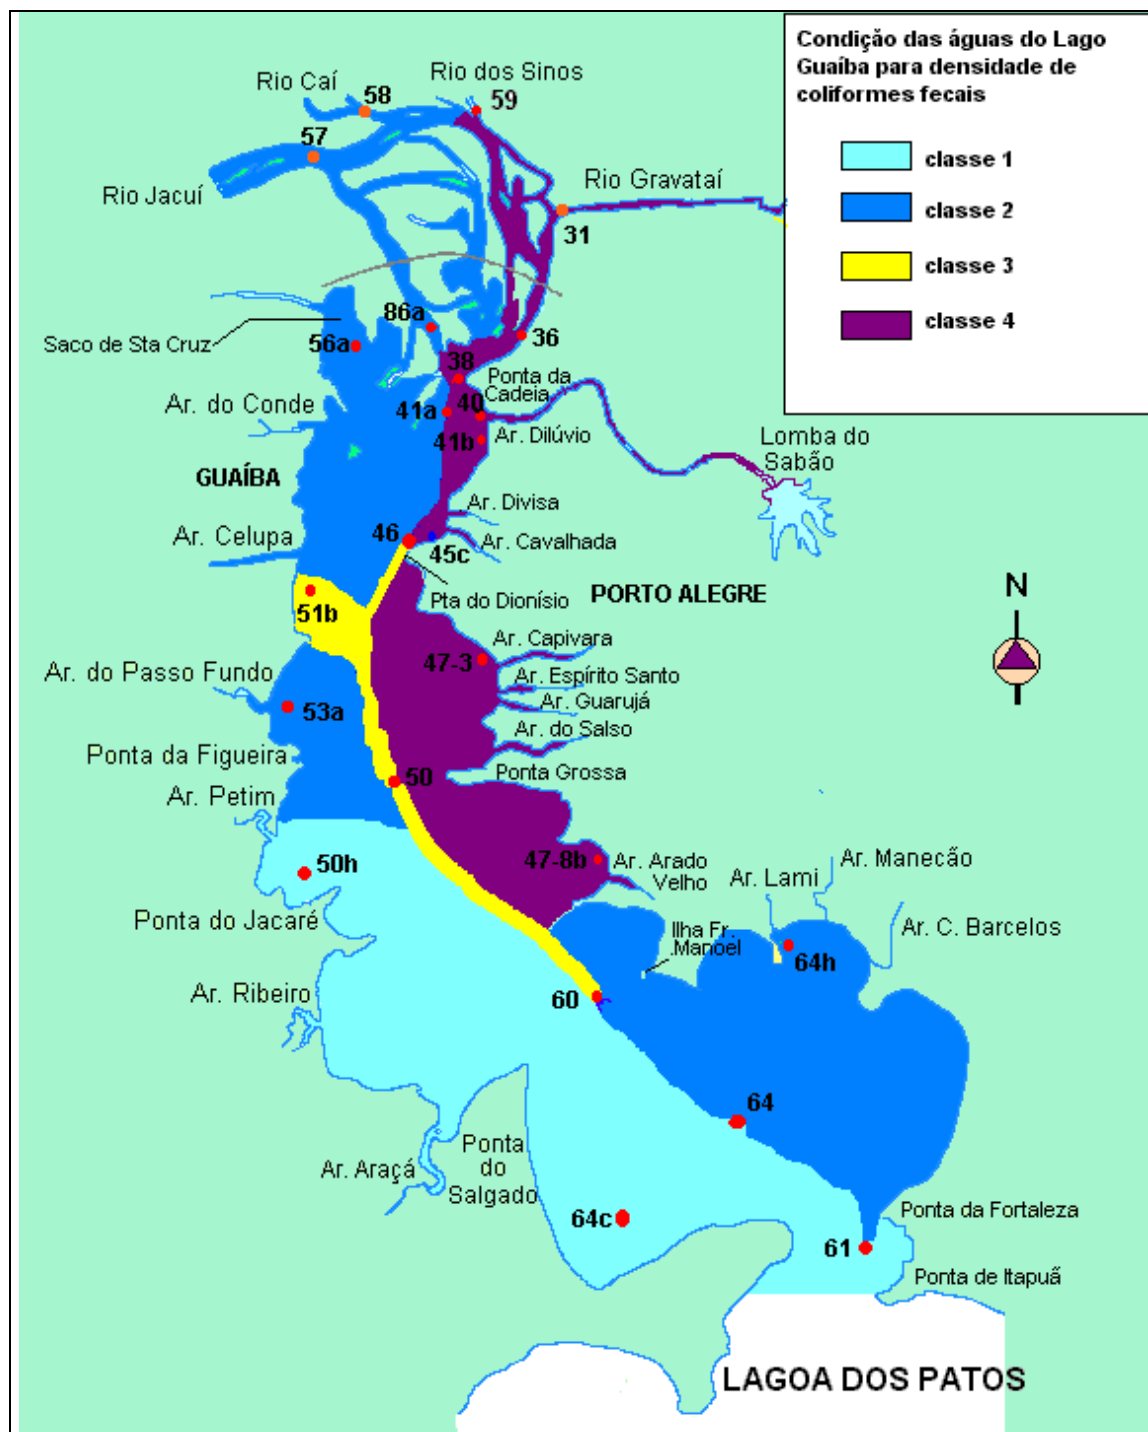 Condição das águas do Lago
Guaíba para densidade de
coliformes fecais
classe 1
classe 2
classe 3
classe 4
Rio Caí
58
Rio dos Sinos
59
57
Rio Jacuí
Rio Gravataí
31
86a
Saco de Sta Cruz
56a
36
38
Ponta da
Cadeia
40
Ar. do Conde
41a
41b
Ar. Dilúvio
Lomba do
Sabão
GUAÍBA
Ar. Divisa
Ar. Celupa
46
45c
Ar. Cavalhada
51b
Pta do Dionísio
PORTO ALEGRE
N
Ar. Capivara
47-3
Ar. do Passo Fundo
Ar. Espírito Santo
53a
Ar. Guarujá
Ar. do Salso
Ponta da Figueira
50
Ponta Grossa
Ar. Petim
50h
47-8b
Ar. Arado
Velho
Ar. Manecão
Ar. Lami
Ponta do Jacaré
Ilha Fr.
Manoel
64h
Ar. C. Barcelos
Ar. Ribeiro
60
64
Ar. Araçá
Ponta
do
Salgado
64c
Ponta da Fortaleza
61
Ponta de Itapuã
LAGOA DOS PATOS